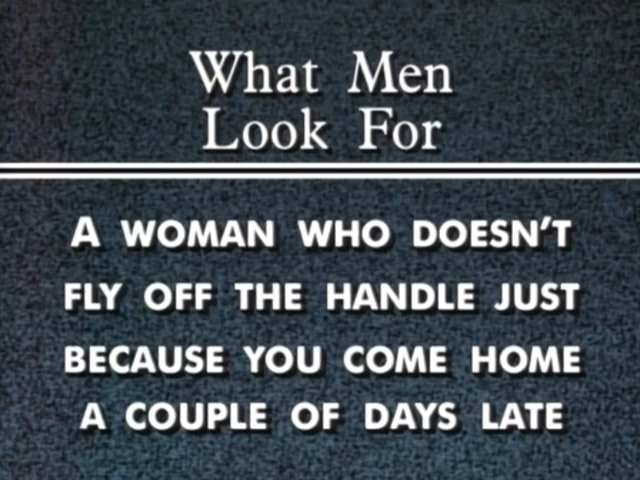 What Men
Look For
A WOMAN WHO DOESN'T
FLY OFF THE HANDLE JUST
BECAUSE YOU COME HOME
A COUPLE OF DAYS LATE